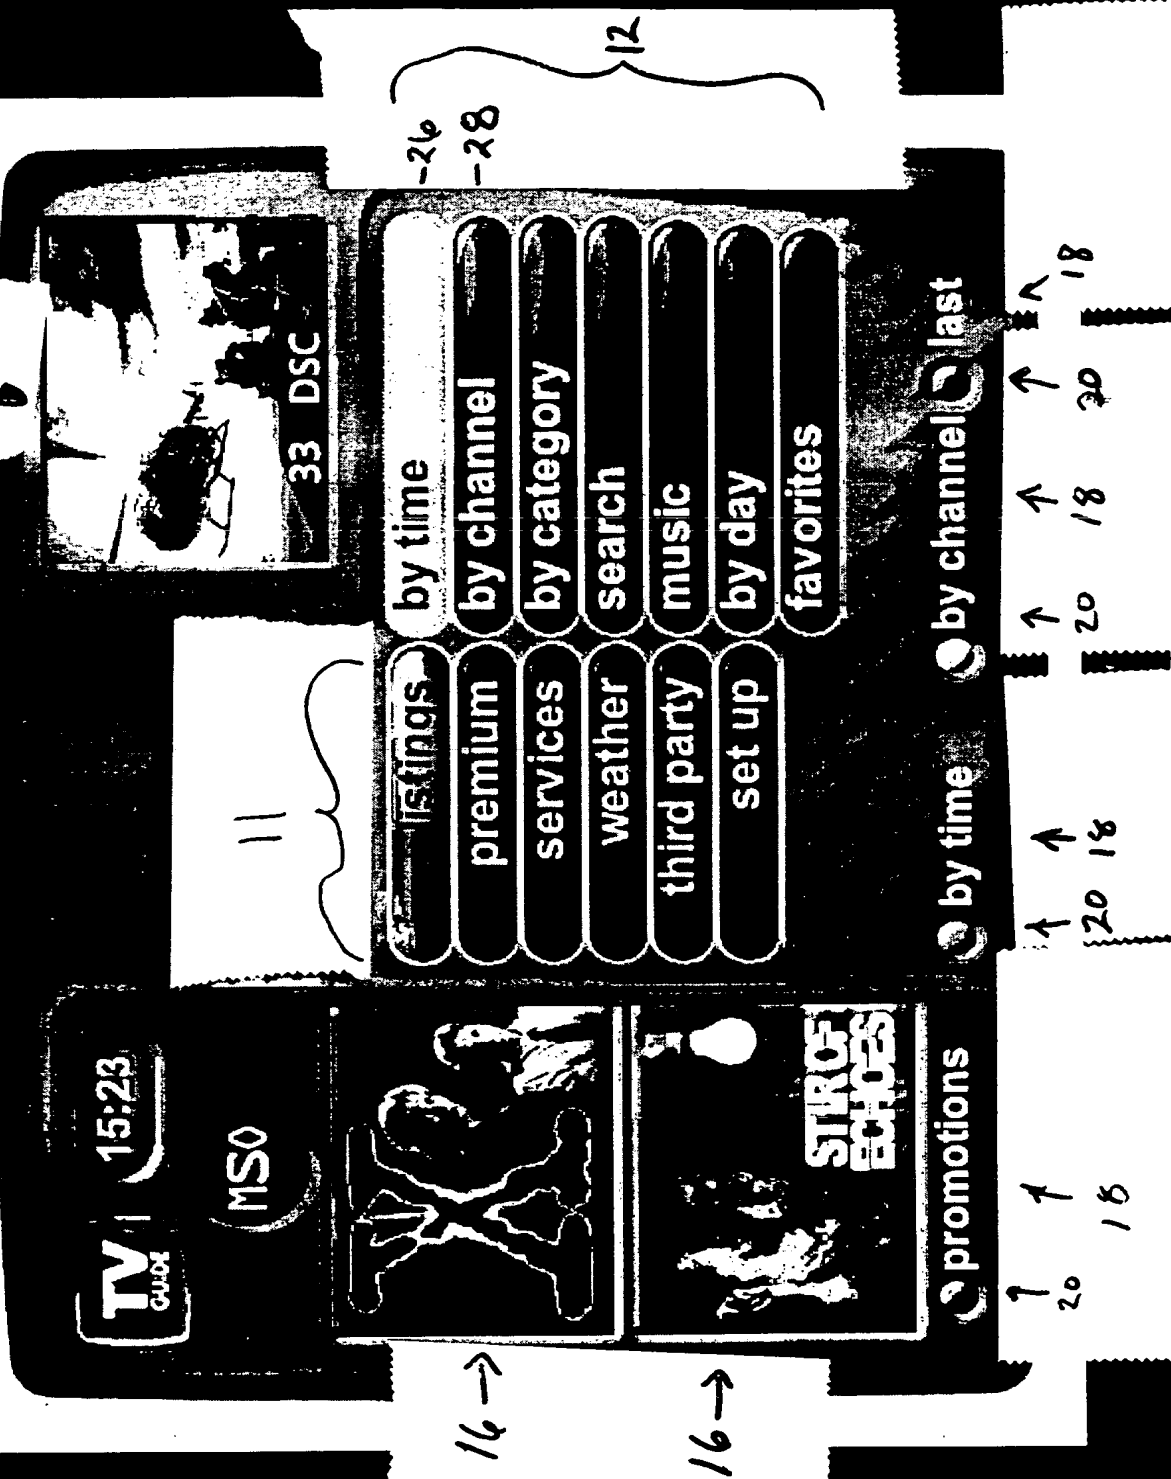 12
-26
-28
11
TV
GUIDE
15:23
MSO
33 DSC
listings
premium
services
weather
third party
set up
by time
by channel
by category
search
music
by day
favorites
16
16
STIR OF
ECHOES
promotions
by time
by channel
last
20
18
20
18
20
18
20
18